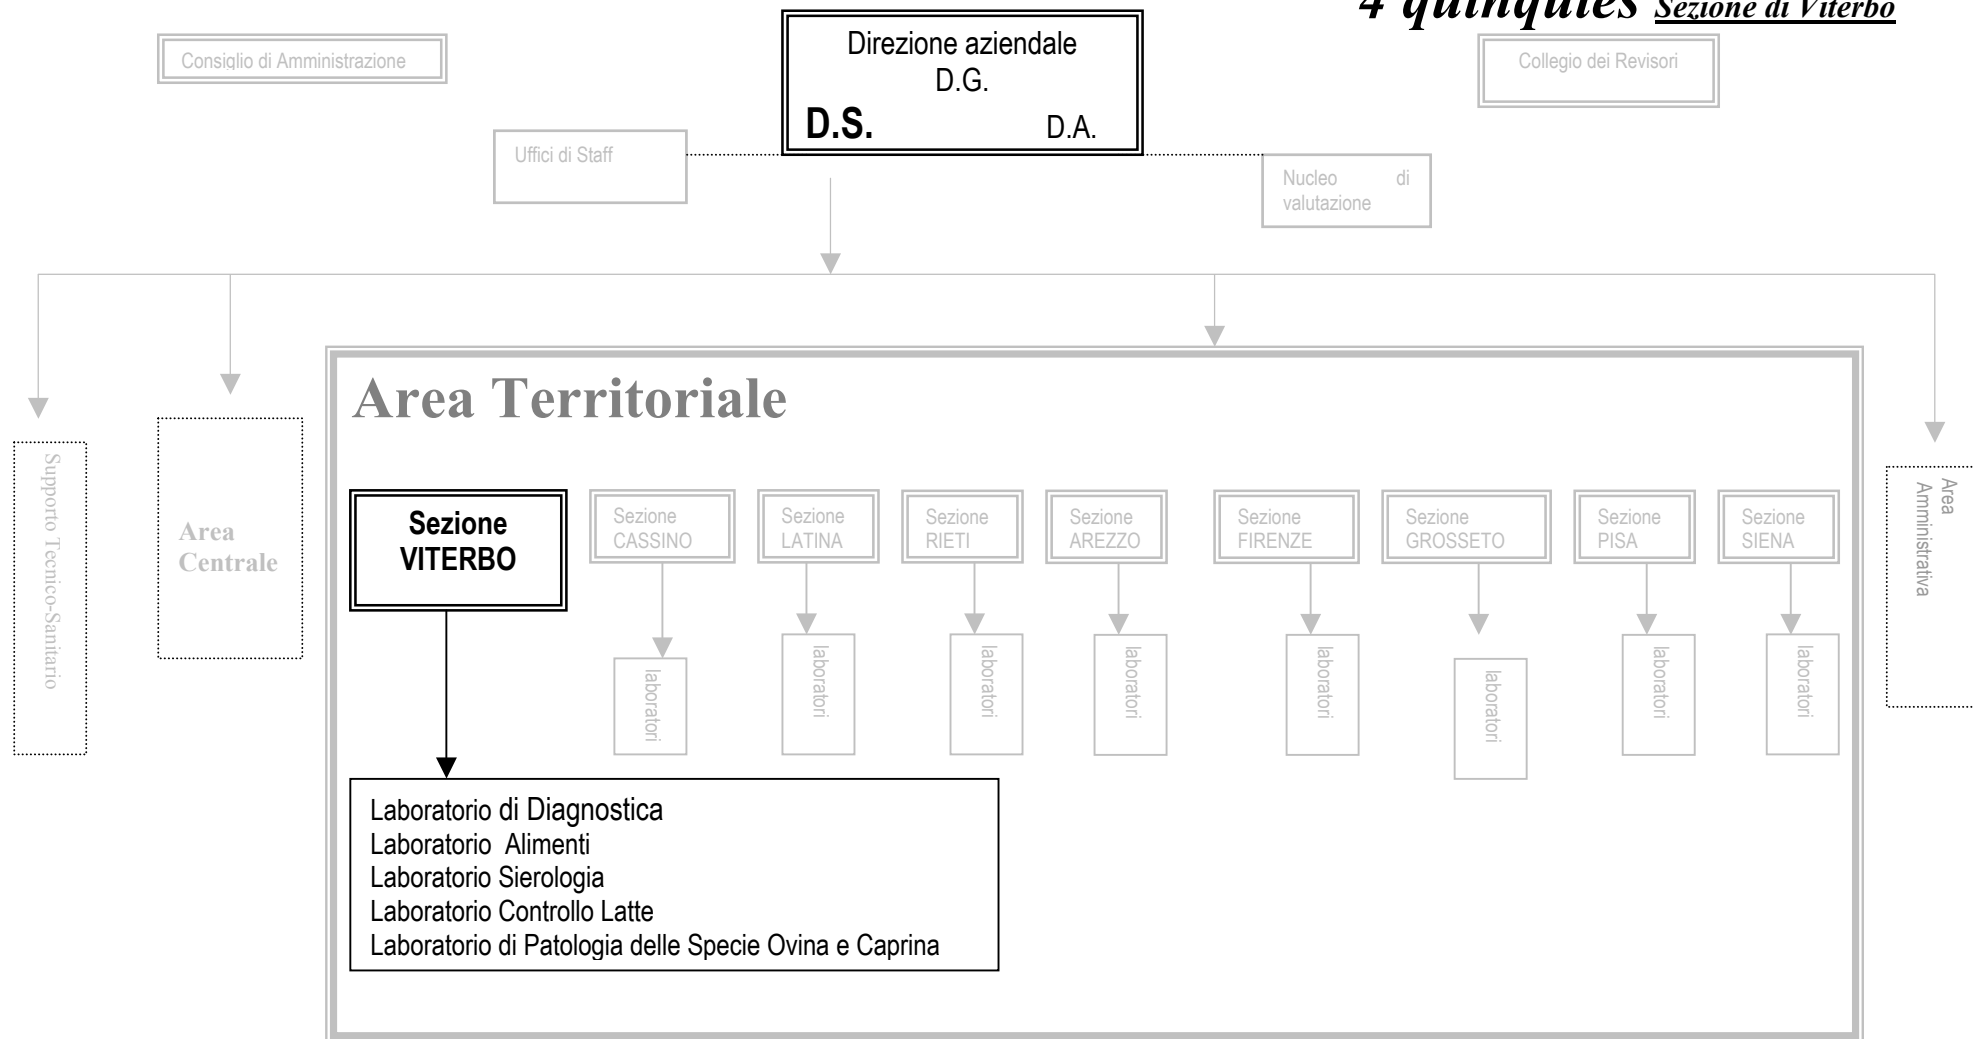 4 quinquies Sezione di Viterbo
Consiglio di Amministrazione
Direzione aziendale
D.G.
D.S. D.A.
Collegio dei Revisori
Uffici di Staff
Nucleo di
valutazione
Area Territoriale
Supporto Tecnico-Sanitario
Area
Centrale
Sezione
VITERBO
Sezione
CASSINO
Sezione
LATINA
Sezione
RIETI
Sezione
AREZZO
Sezione
FIRENZE
Sezione
GROSSETO
Sezione
PISA
Sezione
SIENA
Area
Amministrativa
laboratori
laboratori
laboratori
laboratori
laboratori
laboratori
laboratori
laboratori
Laboratorio di Diagnostica
Laboratorio Alimenti
Laboratorio Sierologia
Laboratorio Controllo Latte
Laboratorio di Patologia delle Specie Ovina e Caprina